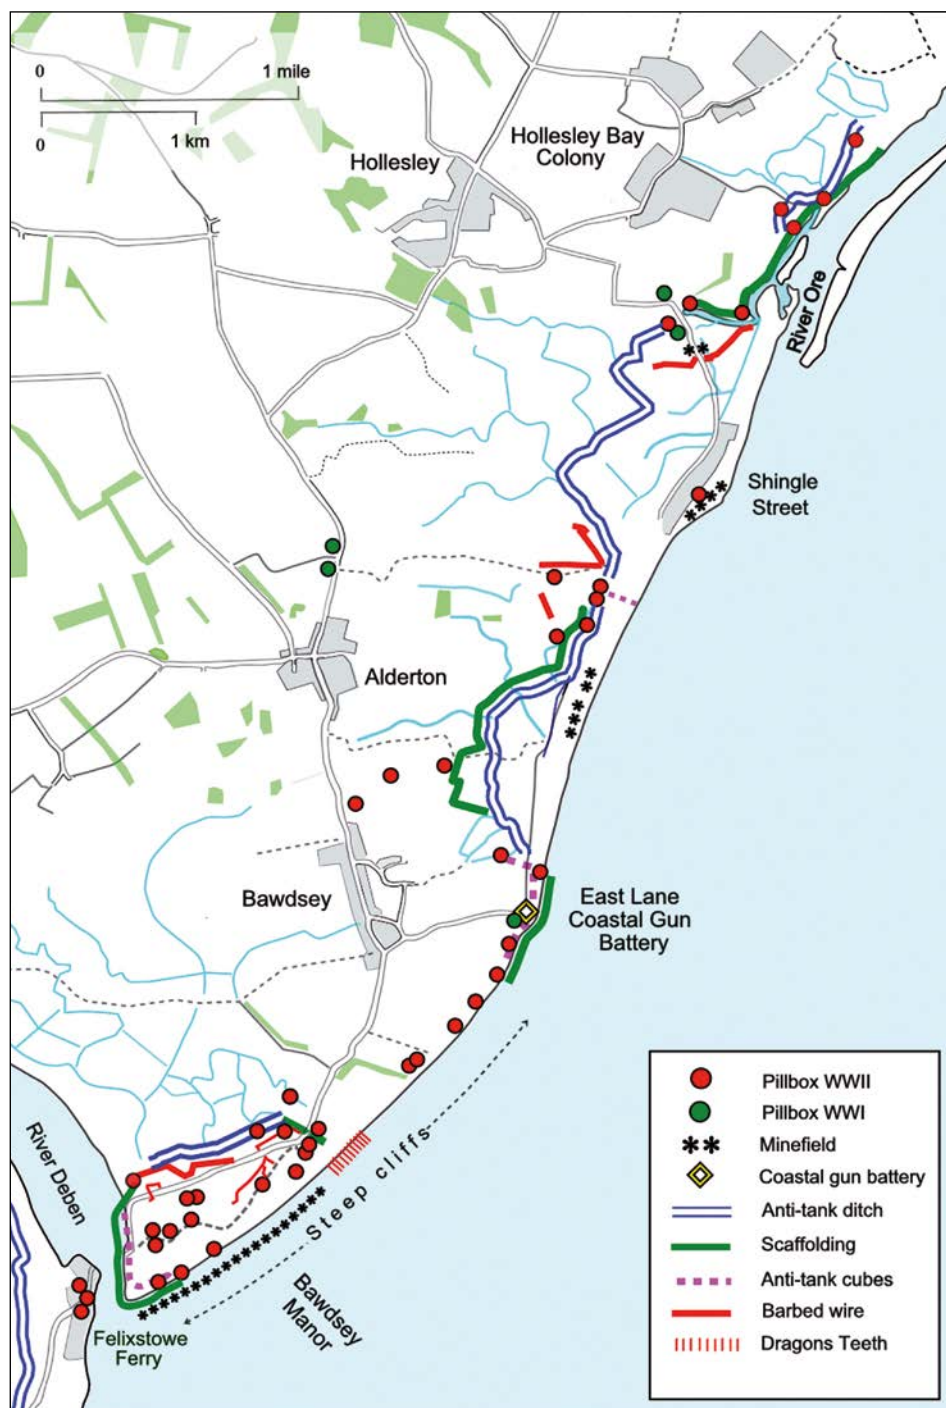 0
1 mile
0
1 km
Hollesley Bay
Colony
Hollesley
River Ore
Shingle
Street
Alderton
Bawdsey
East Lane
Coastal Gun
Battery
Steep cliffs
River Deben
Bawdsey
Manor
Felixstowe
Ferry
Pillbox WWII
Pillbox WWI
Minefield
Coastal gun battery
Anti-tank ditch
Scaffolding
Anti-tank cubes
Barbed wire
Dragons Teeth